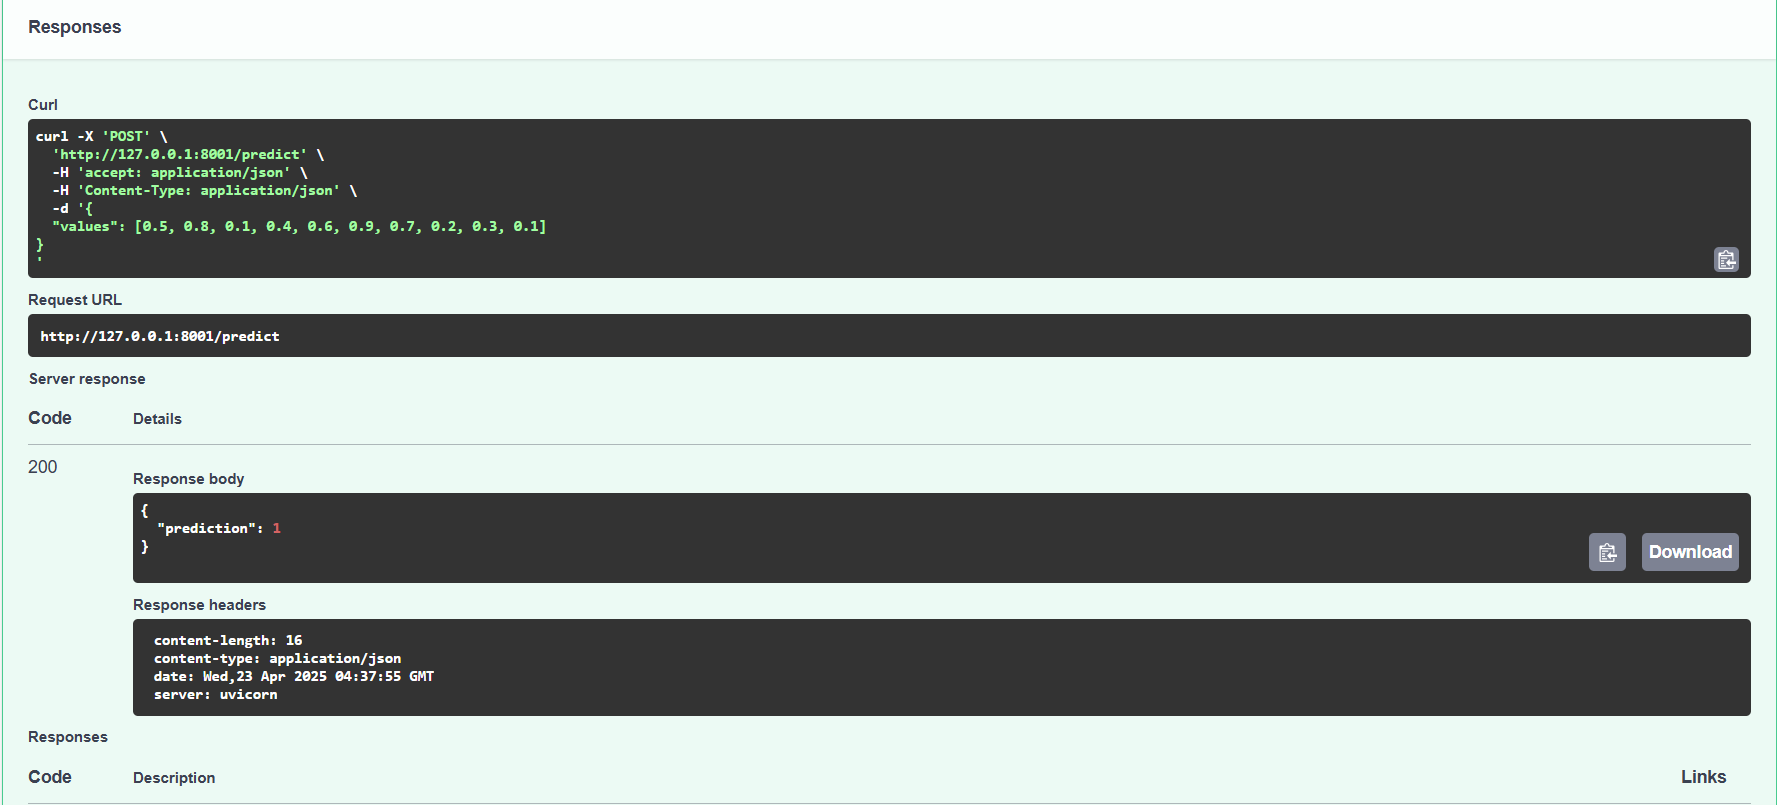 Responses
Curl
curl -X 'POST' \
  'http://127.0.0.1:8001/predict' \
  -H 'accept: application/json' \
  -H 'Content-Type: application/json' \
  -d '{
  "values": [0.5, 0.8, 0.1, 0.4, 0.6, 0.9, 0.7, 0.2, 0.3, 0.1]
}
'
Request URL
http://127.0.0.1:8001/predict
Server response
Code Details
200
Response body
{
  "prediction": 1
}
Download
Response headers
content-length: 16
content-type: application/json
date: Wed,23 Apr 2025 04:37:55 GMT
server: uvicorn
Responses
Code Description Links